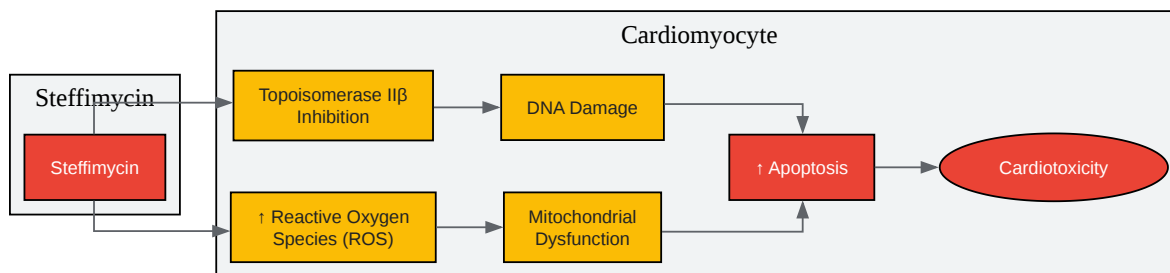 Cardiomyocyte
Steffimycin
Steffimycin
Topoisomerase IIβ
Inhibition
DNA Damage
↑ Reactive Oxygen
Species (ROS)
Mitochondrial
Dysfunction
↑ Apoptosis
Cardiotoxicity